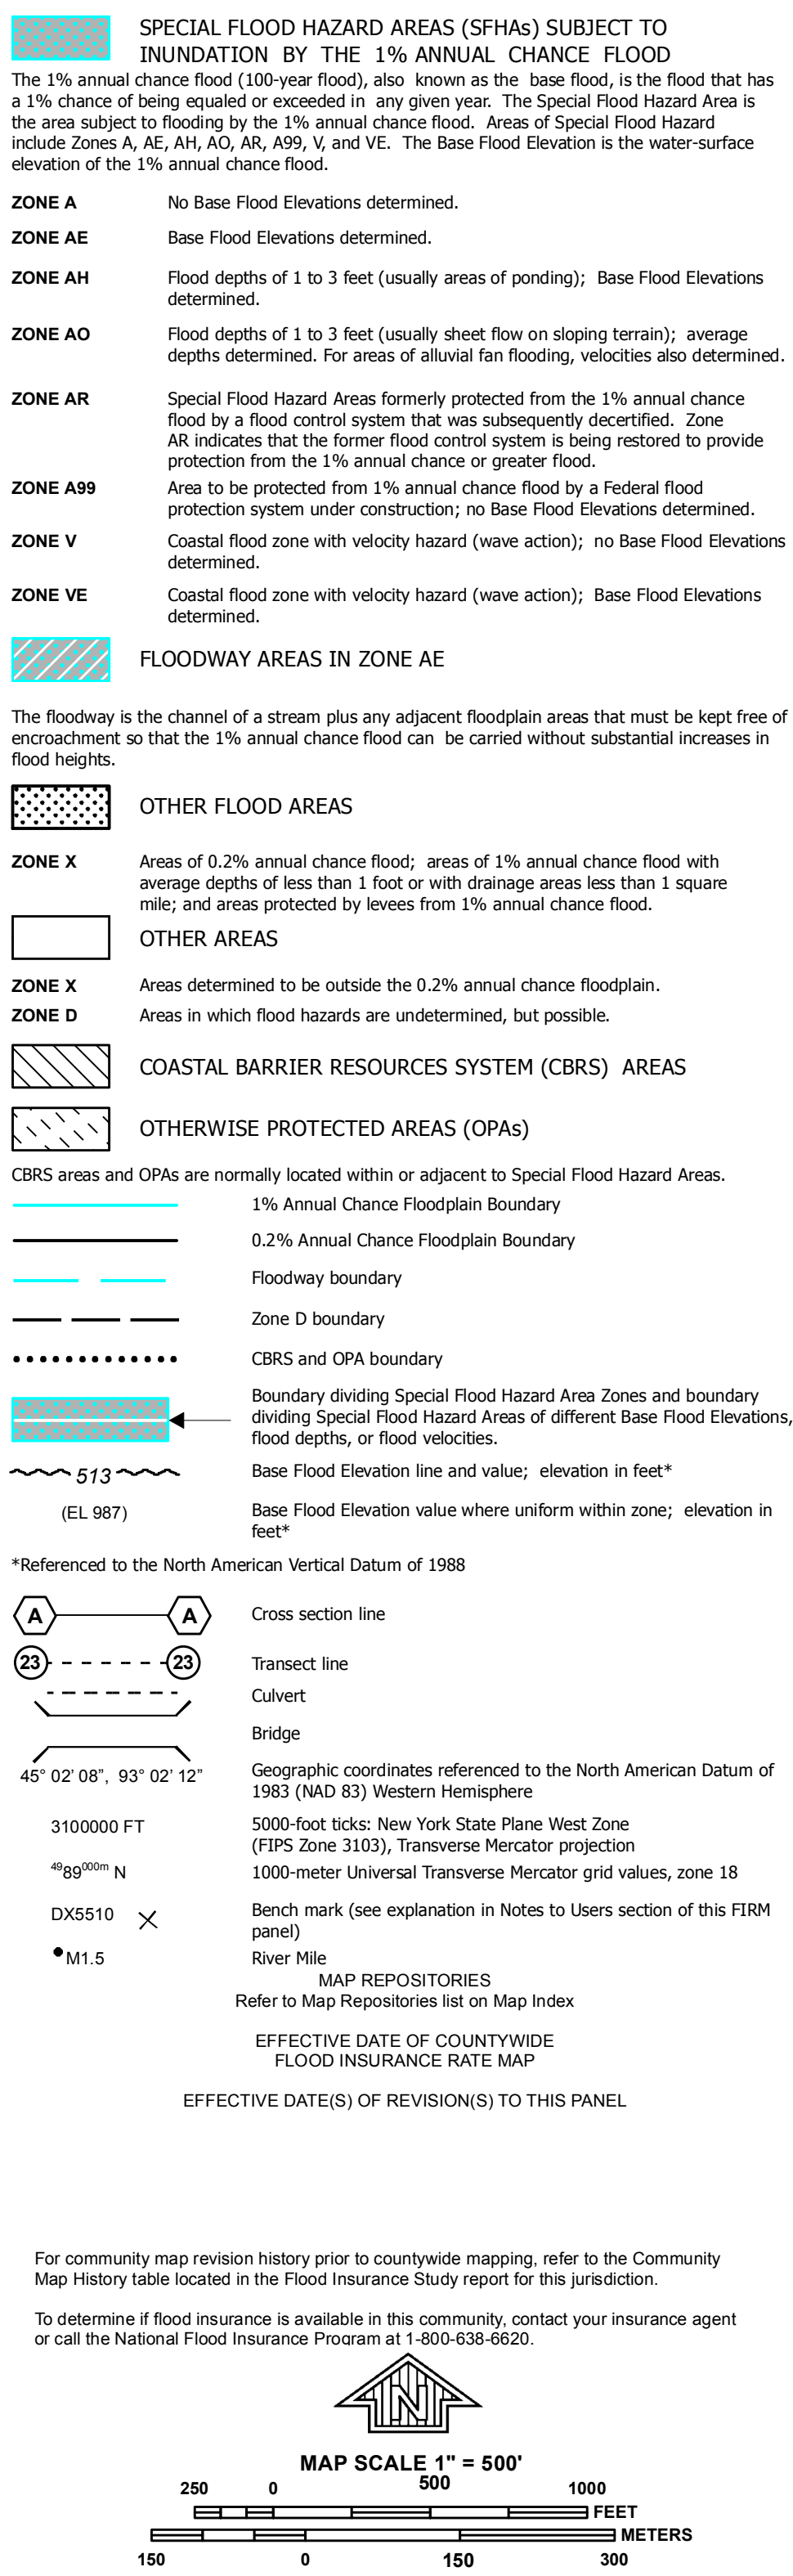 SPECIAL FLOOD HAZARD AREAS (SFHAs) SUBJECT TO
INUNDATION BY THE 1% ANNUAL CHANCE FLOOD
The 1% annual chance flood (100-year flood), also known as the base flood, is the flood that has
a 1% chance of being equaled or exceeded in any given year. The Special Flood Hazard Area is
the area subject to flooding by the 1% annual chance flood. Areas of Special Flood Hazard
include Zones A, AE, AH, AO, AR, A99, V, and VE. The Base Flood Elevation is the water-surface
elevation of the 1% annual chance flood.
ZONE A No Base Flood Elevations determined.
ZONE AE Base Flood Elevations determined.
ZONE AH Flood depths of 1 to 3 feet (usually areas of ponding); Base Flood Elevations
determined.
ZONE AO Flood depths of 1 to 3 feet (usually sheet flow on sloping terrain); average
depths determined. For areas of alluvial fan flooding, velocities also determined.
ZONE AR Special Flood Hazard Areas formerly protected from the 1% annual chance
flood by a flood control system that was subsequently decertified. Zone
AR indicates that the former flood control system is being restored to provide
protection from the 1% annual chance or greater flood.
ZONE A99 Area to be protected from 1% annual chance flood by a Federal flood
protection system under construction; no Base Flood Elevations determined.
ZONE V Coastal flood zone with velocity hazard (wave action); no Base Flood Elevations
determined.
ZONE VE Coastal flood zone with velocity hazard (wave action); Base Flood Elevations
determined.
FLOODWAY AREAS IN ZONE AE
The floodway is the channel of a stream plus any adjacent floodplain areas that must be kept free of
encroachment so that the 1% annual chance flood can be carried without substantial increases in
flood heights.
OTHER FLOOD AREAS
ZONE X Areas of 0.2% annual chance flood; areas of 1% annual chance flood with
average depths of less than 1 foot or with drainage areas less than 1 square
mile; and areas protected by levees from 1% annual chance flood.
OTHER AREAS
ZONE X Areas determined to be outside the 0.2% annual chance floodplain.
ZONE D Areas in which flood hazards are undetermined, but possible.
COASTAL BARRIER RESOURCES SYSTEM (CBRS) AREAS
OTHERWISE PROTECTED AREAS (OPAs)
CBRS areas and OPAs are normally located within or adjacent to Special Flood Hazard Areas.
1% Annual Chance Floodplain Boundary
0.2% Annual Chance Floodplain Boundary
Floodway boundary
Zone D boundary
CBRS and OPA boundary
Boundary dividing Special Flood Hazard Area Zones and boundary
dividing Special Flood Hazard Areas of different Base Flood Elevations,
flood depths, or flood velocities.
513 Base Flood Elevation line and value; elevation in feet*
(EL 987) Base Flood Elevation value where uniform within zone; elevation in
feet*
*Referenced to the North American Vertical Datum of 1988
A A Cross section line
23 23 Transect line
Culvert
Bridge
45° 02' 08", 93° 02' 12" Geographic coordinates referenced to the North American Datum of
1983 (NAD 83) Western Hemisphere
3100000 FT 5000-foot ticks: New York State Plane West Zone
(FIPS Zone 3103), Transverse Mercator projection
4989000m N 1000-meter Universal Transverse Mercator grid values, zone 18
DX5510 Bench mark (see explanation in Notes to Users section of this FIRM
panel)
M1.5 River Mile
MAP REPOSITORIES
Refer to Map Repositories list on Map Index
EFFECTIVE DATE OF COUNTYWIDE
FLOOD INSURANCE RATE MAP
EFFECTIVE DATE(S) OF REVISION(S) TO THIS PANEL
For community map revision history prior to countywide mapping, refer to the Community
Map History table located in the Flood Insurance Study report for this jurisdiction.
To determine if flood insurance is available in this community, contact your insurance agent
or call the National Flood Insurance Program at 1-800-638-6620.
N
MAP SCALE 1" = 500'
250 0 500 1000
FEET
METERS
150 0 150 300